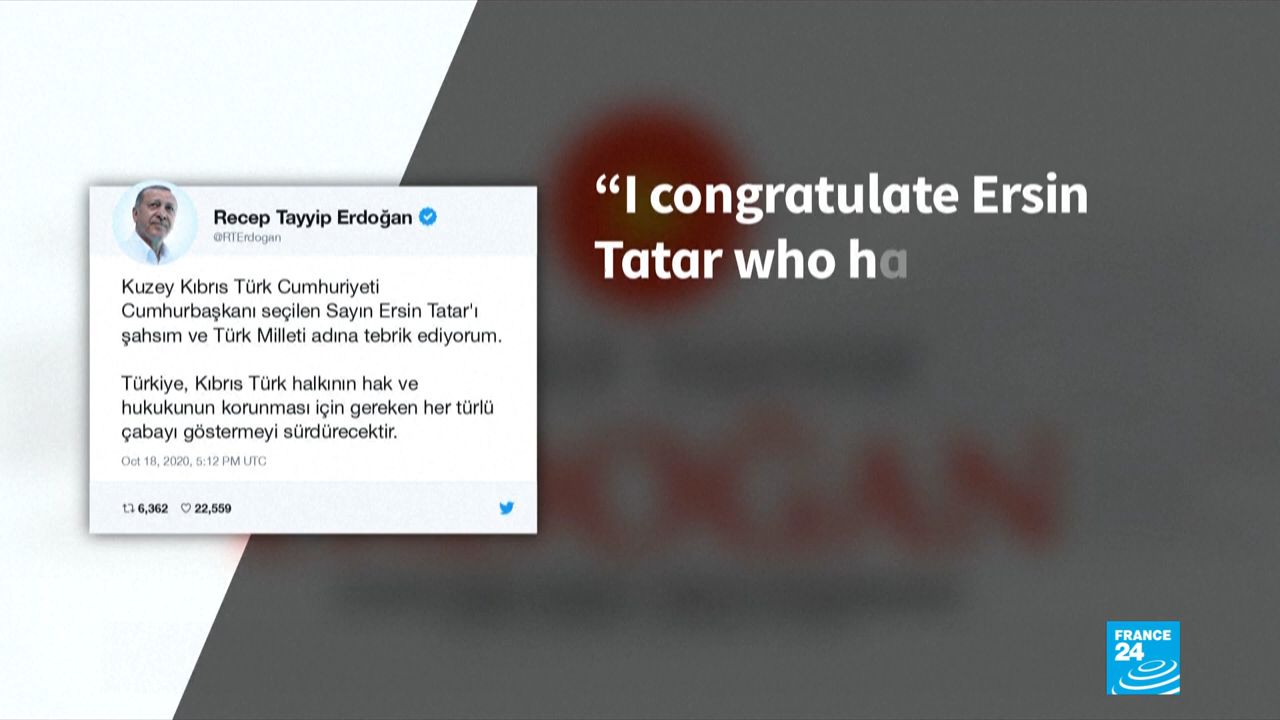 Recep Tayyip Erdoğan
@RTErdogan
Kuzey Kıbrıs Türk Cumhuriyeti
Cumhurbaşkanı seçilen Sayın Ersin Tatar'ı
şahsım ve Türk Milleti adına tebrik ediyorum.
Türkiye, Kıbrıs Türk halkının hak ve
hukukunun korunması için gereken her türlü
çabayı göstermeyi sürdürecektir.
Oct 18, 2020, 5:12 PM UTC
6,362 22,559
“I congratulate Ersin
Tatar who ha
FRANCE
24